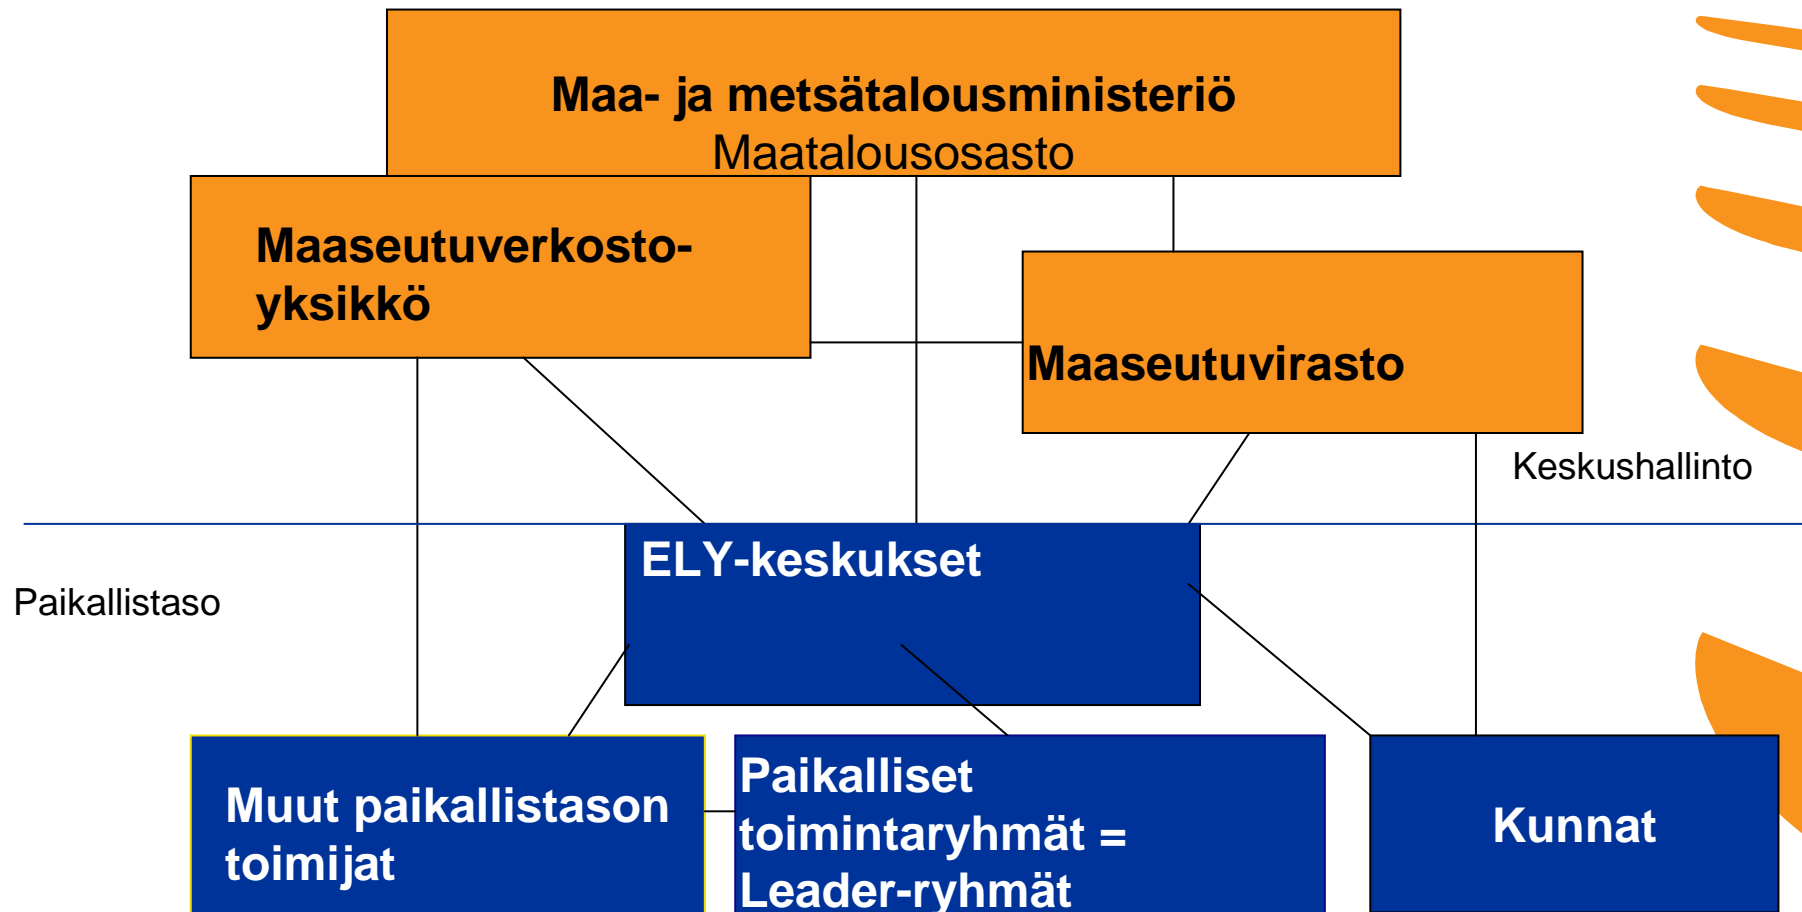 Maa- ja metsätalousministeriö
Maatalousosasto
Maaseutuverkosto-
yksikkö
Maaseutuvirasto
Keskushallinto
ELY-keskukset
Paikallistaso
Muut paikallistason
toimijat
Paikalliset
toimintaryhmät =
Leader-ryhmät
Kunnat